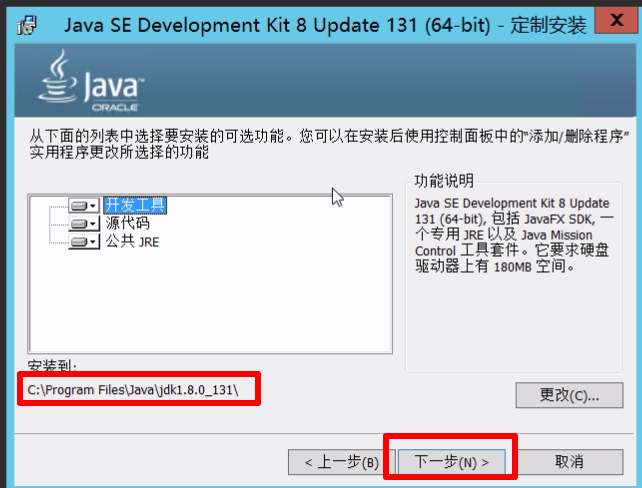 Java SE Development Kit 8 Update 131 (64-bit) - 定制安装
Java™
ORACLE
从下面的列表中选择要安装的可选功能。您可以在安装后使用控制面板中的“添加/删除程序”
实用程序更改所选择的功能
开发工具
源代码
公共 JRE
功能说明
Java SE Development Kit 8 Update
131 (64-bit), 包括 JavaFX SDK, 一
个专用 JRE 以及 Java Mission
Control 工具套件。它要求硬盘
驱动器上有 180MB 空间。
安装到:
C:\Program Files\Java\jdk1.8.0_131\
更改(C)...
< 上一步(B)
下一步(N) >
取消